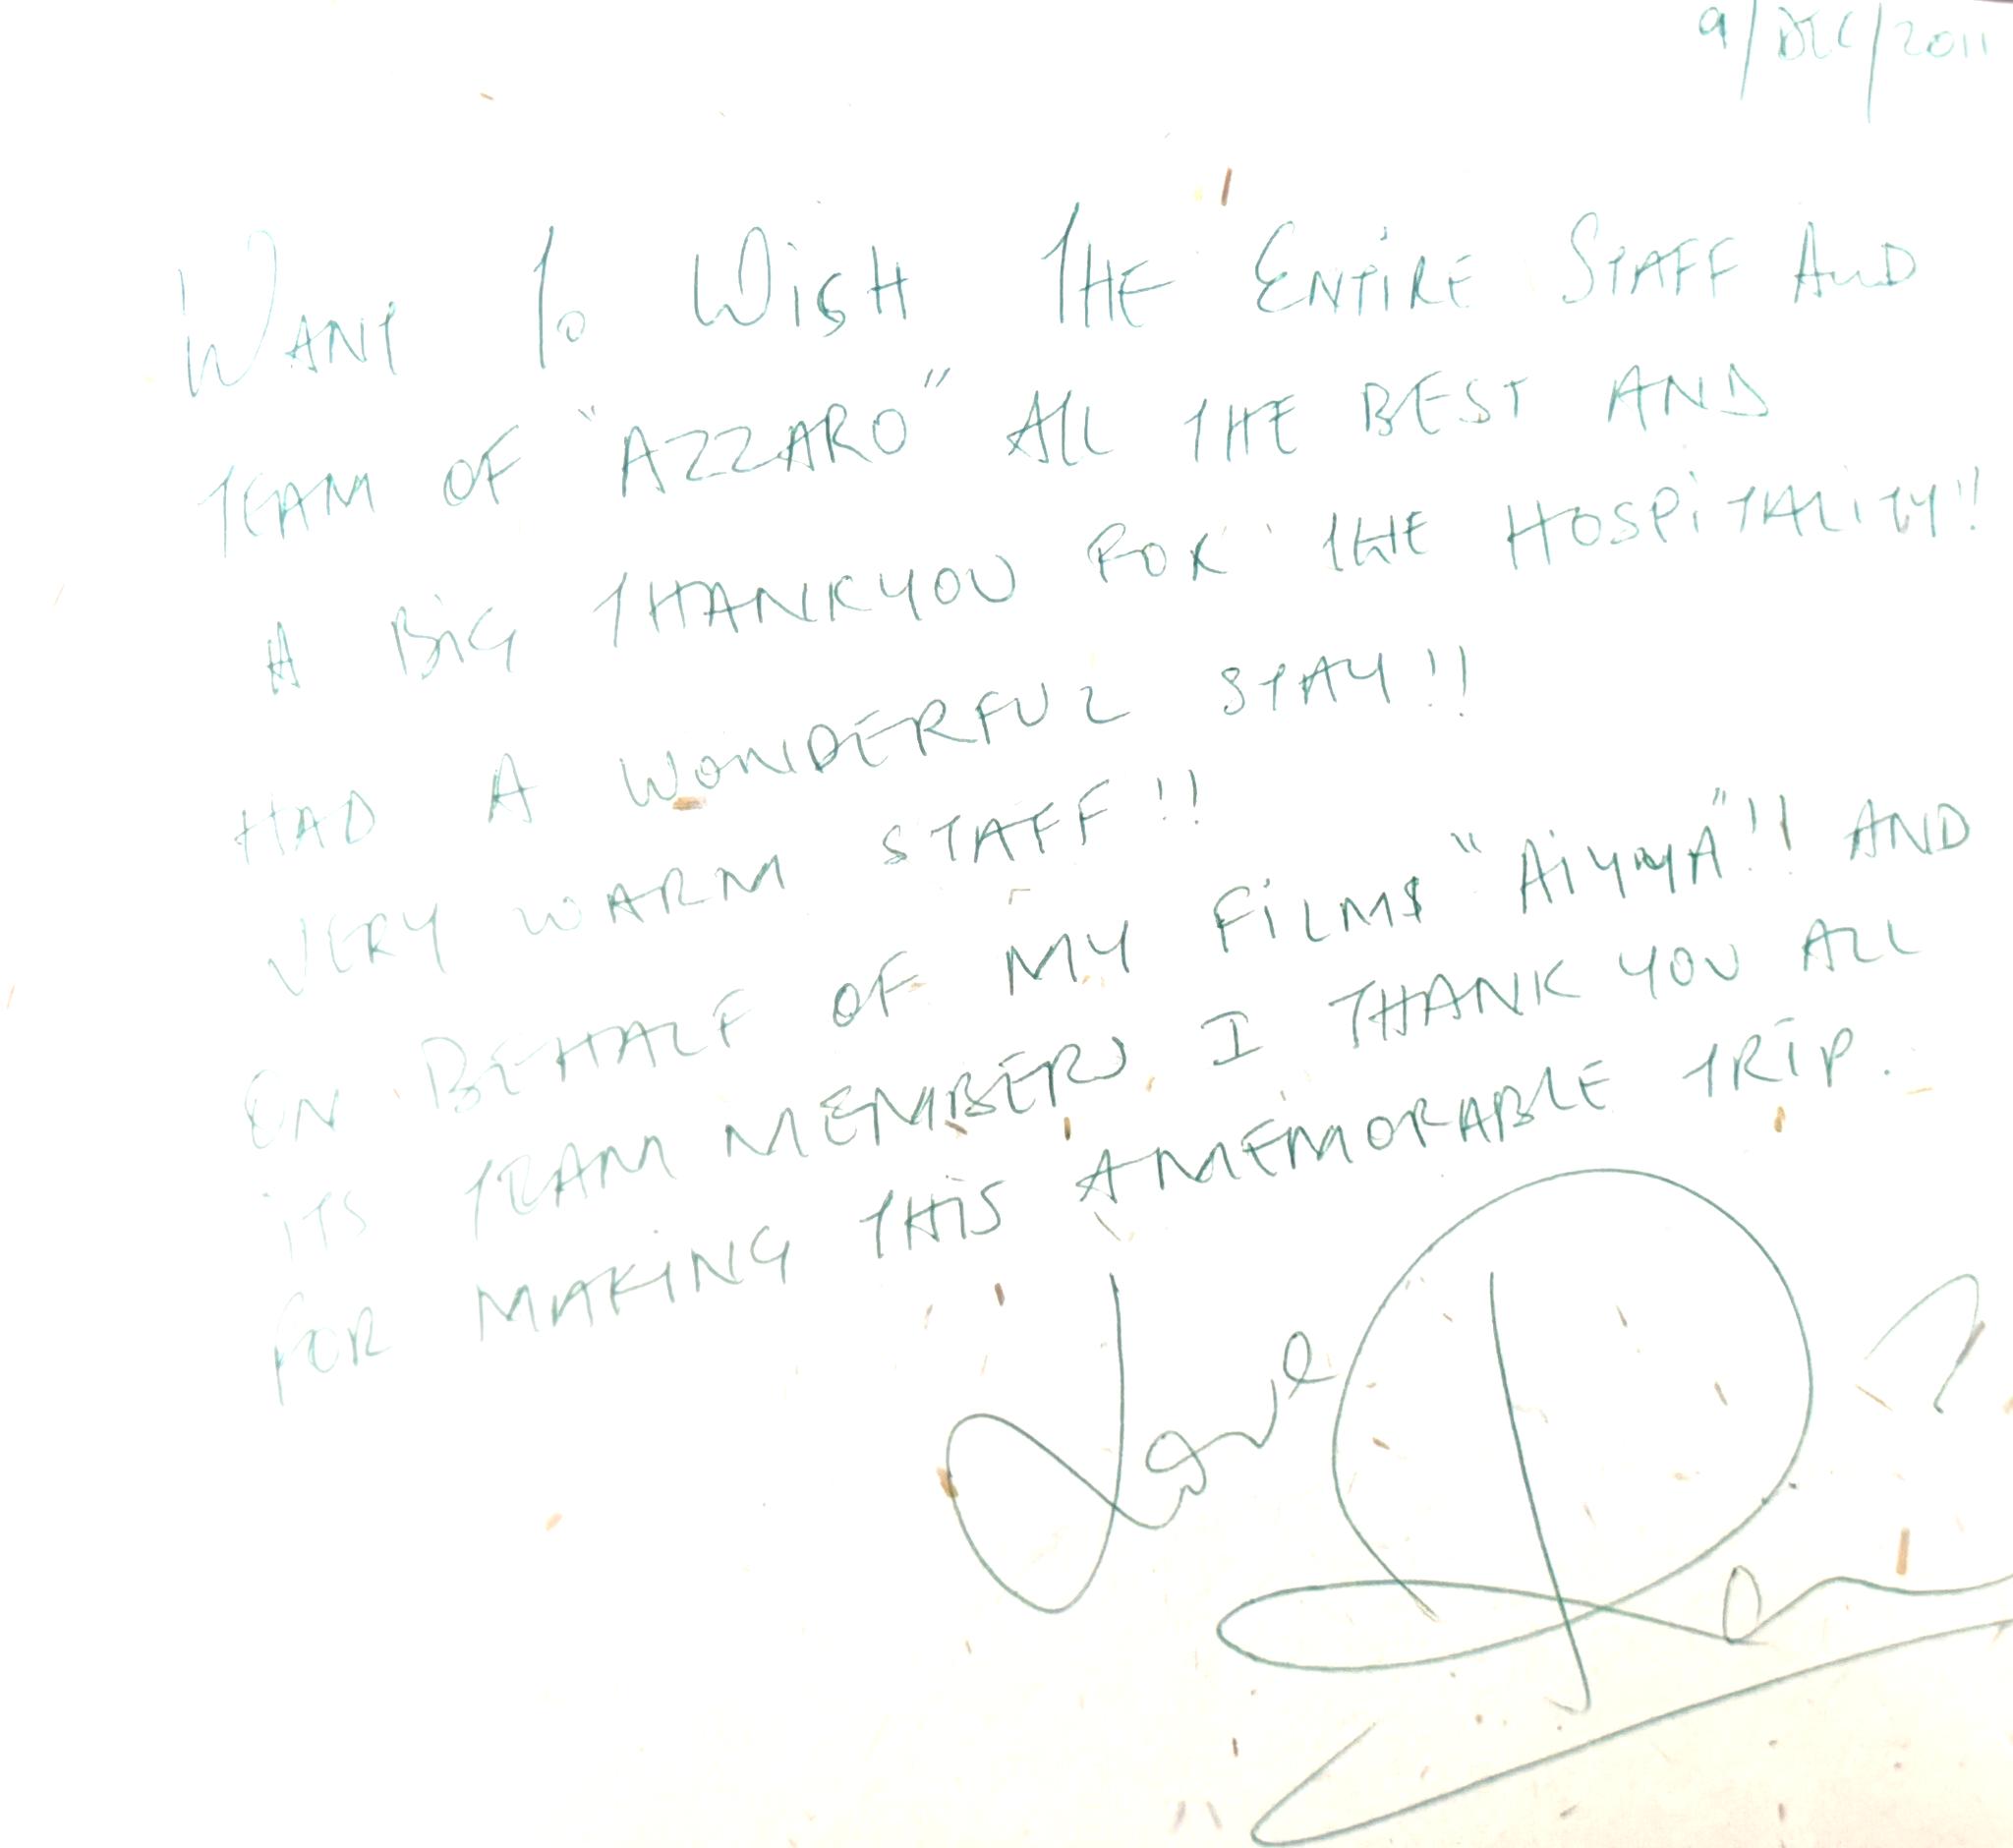 9/DEC/2011
WANT To WiSH THE ENTiRE STAFF AND
TEAM OF "AZZARO" All THE BEST AND
A BiG THANKYOU FOR THE HOSPiTALiTY!!
HAD A WONDERFUL STAY!!
VERY WARM STAFF!!
ON BEHALF OF MY FiLMS "AiYYYA"!! AND
iTS TEAM MEMBERS I THANK YOU ALL
FOR MAKING THiS A MEMORABLE TRiP.
Love